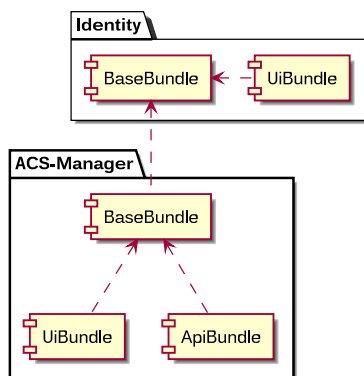 Identity
BaseBundle
UiBundle
ACS-Manager
BaseBundle
UiBundle
ApiBundle